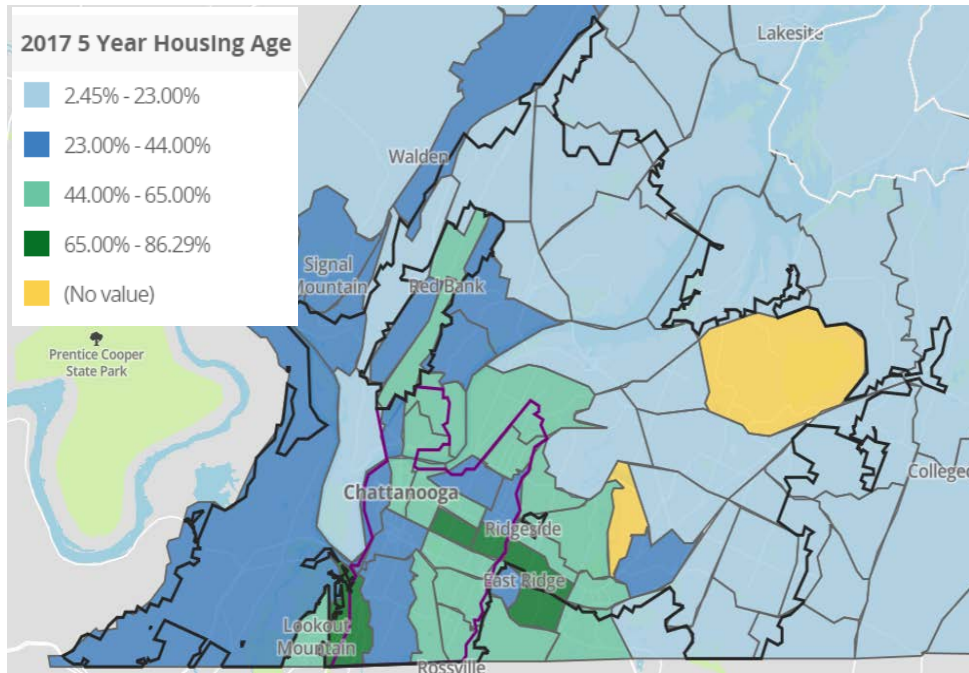 2017 5 Year Housing Age
2.45% - 23.00%
23.00% - 44.00%
44.00% - 65.00%
65.00% - 86.29%
(No value)
Lakesite
Walden
Signal
Mountain
Red Bank
Prentice Cooper
State Park
Colleged
Chattanooga
Ridgeside
East Ridge
Lookout
Mountain
Rossville